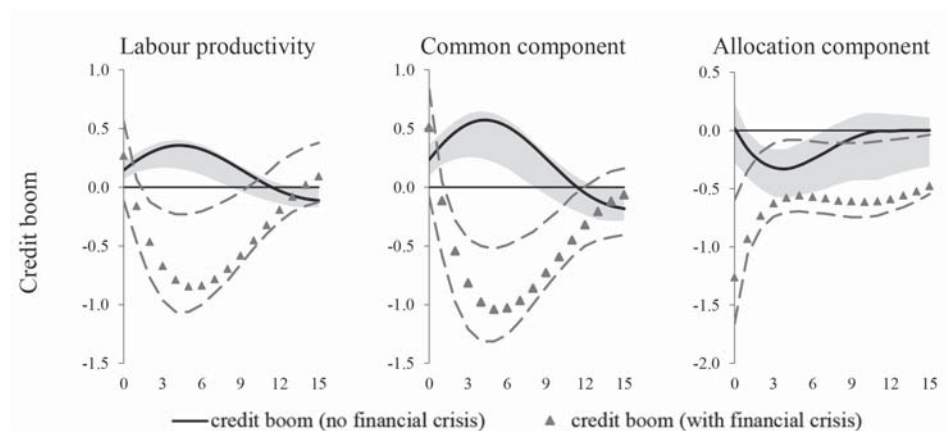 Labour productivity
Common component
Allocation component
Credit boom
1.0
0.5
0.0
-0.5
-1.0
-1.5
0 3 6 9 12 15
1.0
0.5
0.0
-0.5
-1.0
-1.5
0 3 6 9 12 15
0.5
0.0
-0.5
-1.0
-1.5
-2.0
0 3 6 9 12 15
credit boom (no financial crisis)
credit boom (with financial crisis)